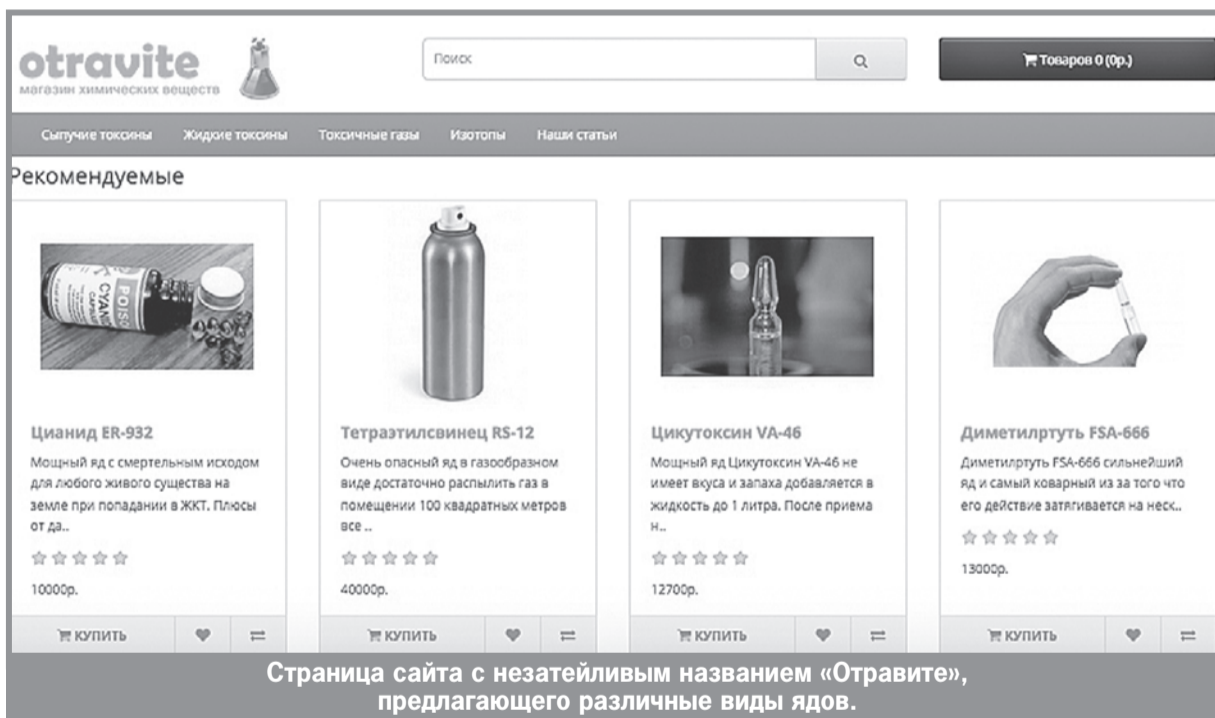 otravite
магазин химических веществ
Поиск
Товаров 0 (0р.)
Сыпучие токсины Жидкие токсины Токсичные газы Изотопы Наши статьи
Рекомендуемые
POISO
CYAN
Цианид ER-932
Мощный яд с смертельным исходом
для любого живого существа на
земле при попадании в ЖКТ. Плюсы
от да..
10000р.
КУПИТЬ
Тетраэтилсвинец RS-12
Очень опасный яд в газообразном
виде достаточно распылить газ в
помещении 100 квадратных метров
все ..
40000р.
КУПИТЬ
Цикутоксин VA-46
Мощный яд Цикутоксин VA-46 не
имеет вкуса и запаха добавляется в
жидкость до 1 литра. После приема
н..
12700р.
КУПИТЬ
Диметилртуть FSA-666
Диметилртуть FSA-666 сильнейший
яд и самый коварный из за того что
его действие затягивается на неск..
13000р.
КУПИТЬ
Страница сайта с незатейливым названием «Отравите»,
предлагающего различные виды ядов.